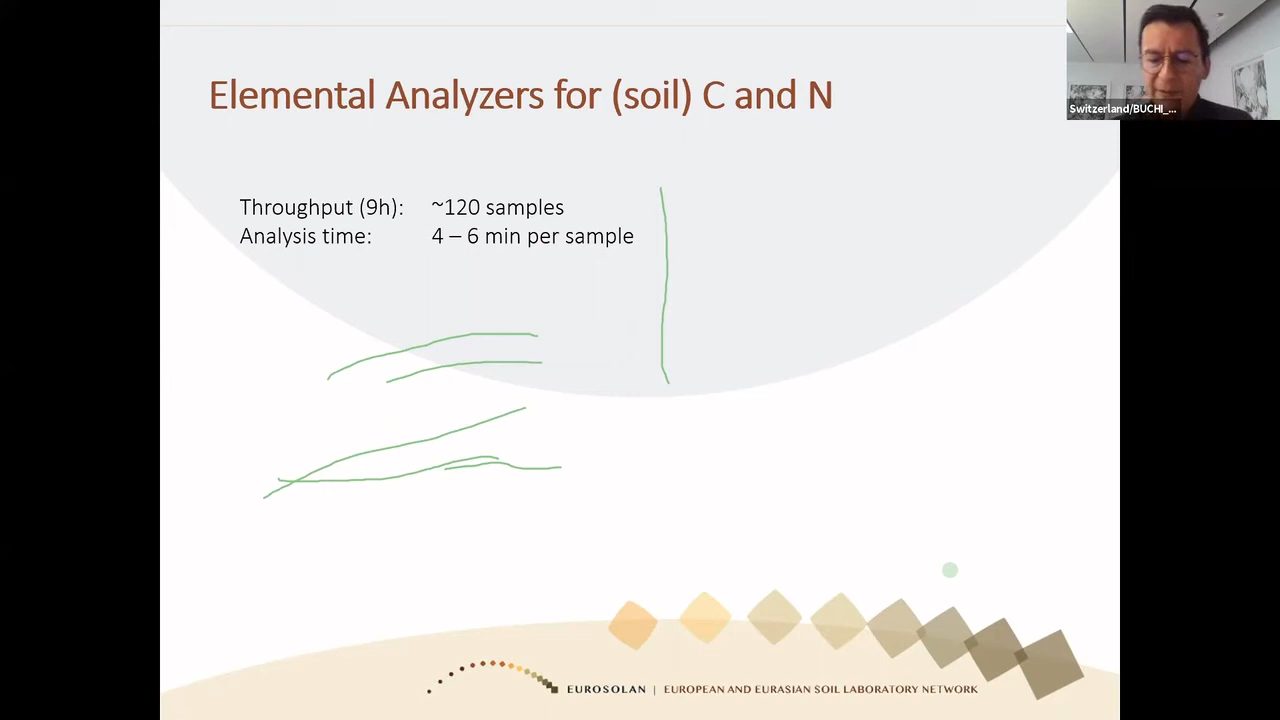 Elemental Analyzers for (soil) C and N
Switzerland/BUCHI_...
Throughput (9h): ~120 samples
Analysis time: 4 – 6 min per sample
EUROSOLAN | EUROPEAN AND EURASIAN SOIL LABORATORY NETWORK